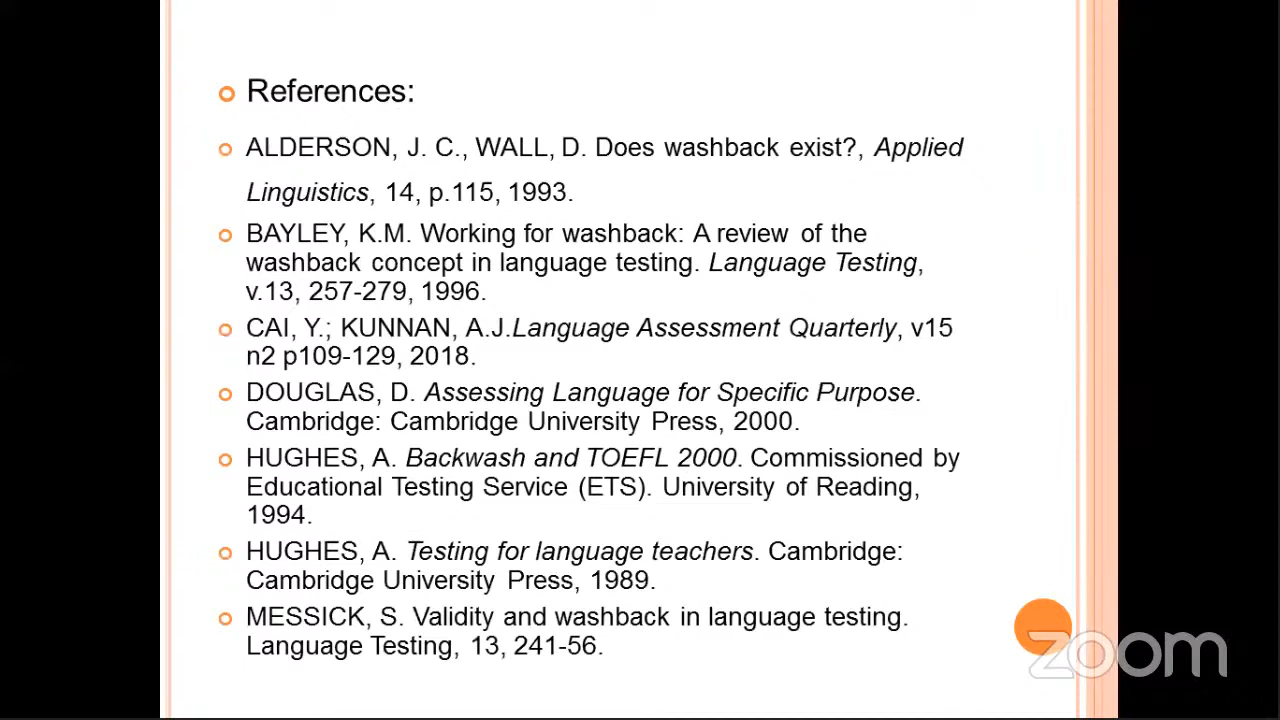 References:
ALDERSON, J. C., WALL, D. Does washback exist?, Applied
Linguistics, 14, p.115, 1993.
BAYLEY, K.M. Working for washback: A review of the
washback concept in language testing. Language Testing,
v.13, 257-279, 1996.
CAI, Y.; KUNNAN, A.J.Language Assessment Quarterly, v15
n2 p109-129, 2018.
DOUGLAS, D. Assessing Language for Specific Purpose.
Cambridge: Cambridge University Press, 2000.
HUGHES, A. Backwash and TOEFL 2000. Commissioned by
Educational Testing Service (ETS). University of Reading,
1994.
HUGHES, A. Testing for language teachers. Cambridge:
Cambridge University Press, 1989.
MESSICK, S. Validity and washback in language testing.
Language Testing, 13, 241-56.
zoom